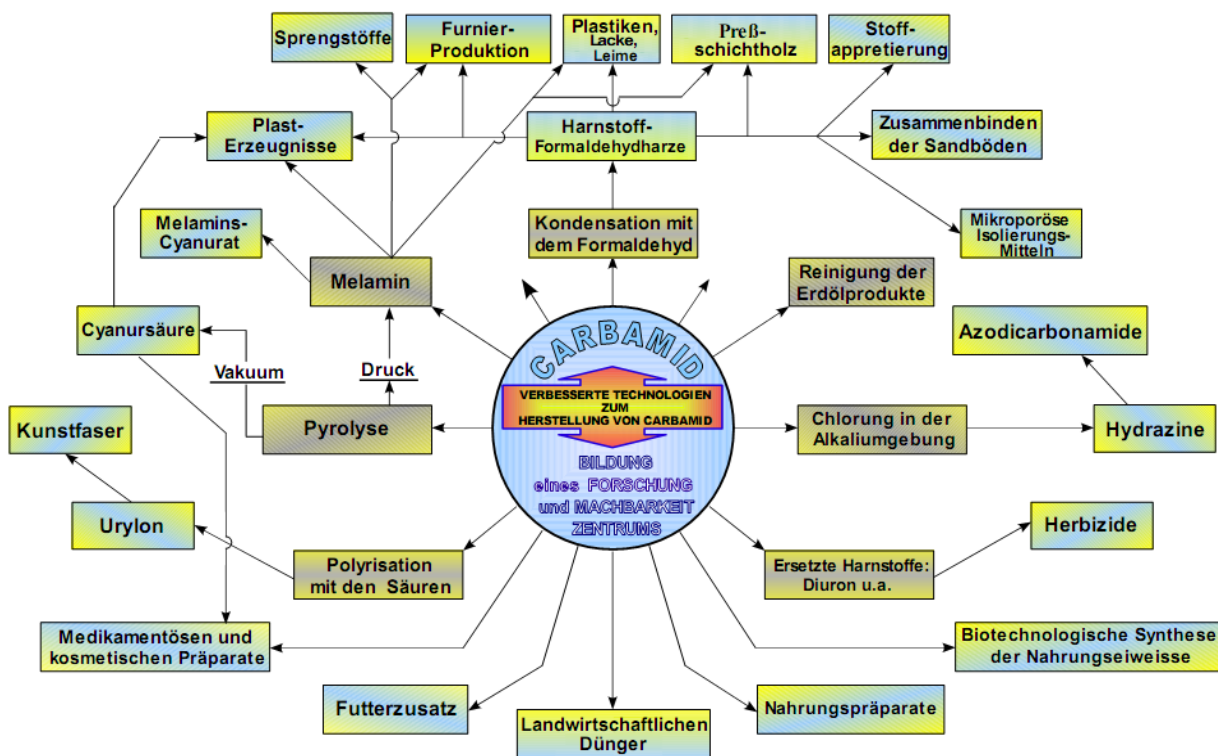 Sprengstöffe
Furnier-
Produktion
Plastiken,
Lacke,
Leime
Preß-
schichtholz
Stoff-
appretierung
Plast-
Erzeugnisse
Harnstoff-
Formaldehydharze
Zusammenbinden
der Sandböden
Melamins-
Cyanurat
Kondensation mit
dem Formaldehyd
Mikroporöse
Isolierungs-
Mitteln
Melamin
Reinigung der
Erdölprodukte
Cyanursäure
Azodicarbonamide
Vakuum
Druck
CARBAMID
VERBESSERTE TECHNOLOGIEN
ZUM
HERSTELLUNG VON CARBAMID
BILDUNG
eines FORSCHUNG
und MACHBARKEIT
ZENTRUMS
Kunstfaser
Pyrolyse
Chlorung in der
Alkaliumgebung
Hydrazine
Urylon
Polyrisation
mit den Säuren
Ersetzte Harnstoffe:
Diuron u.a.
Herbizide
Medikamentösen und
kosmetischen Präparate
Biotechnologische Synthese
der Nahrungseiweisse
Futterzusatz
Landwirtschaftlichen
Dünger
Nahrungspräparate